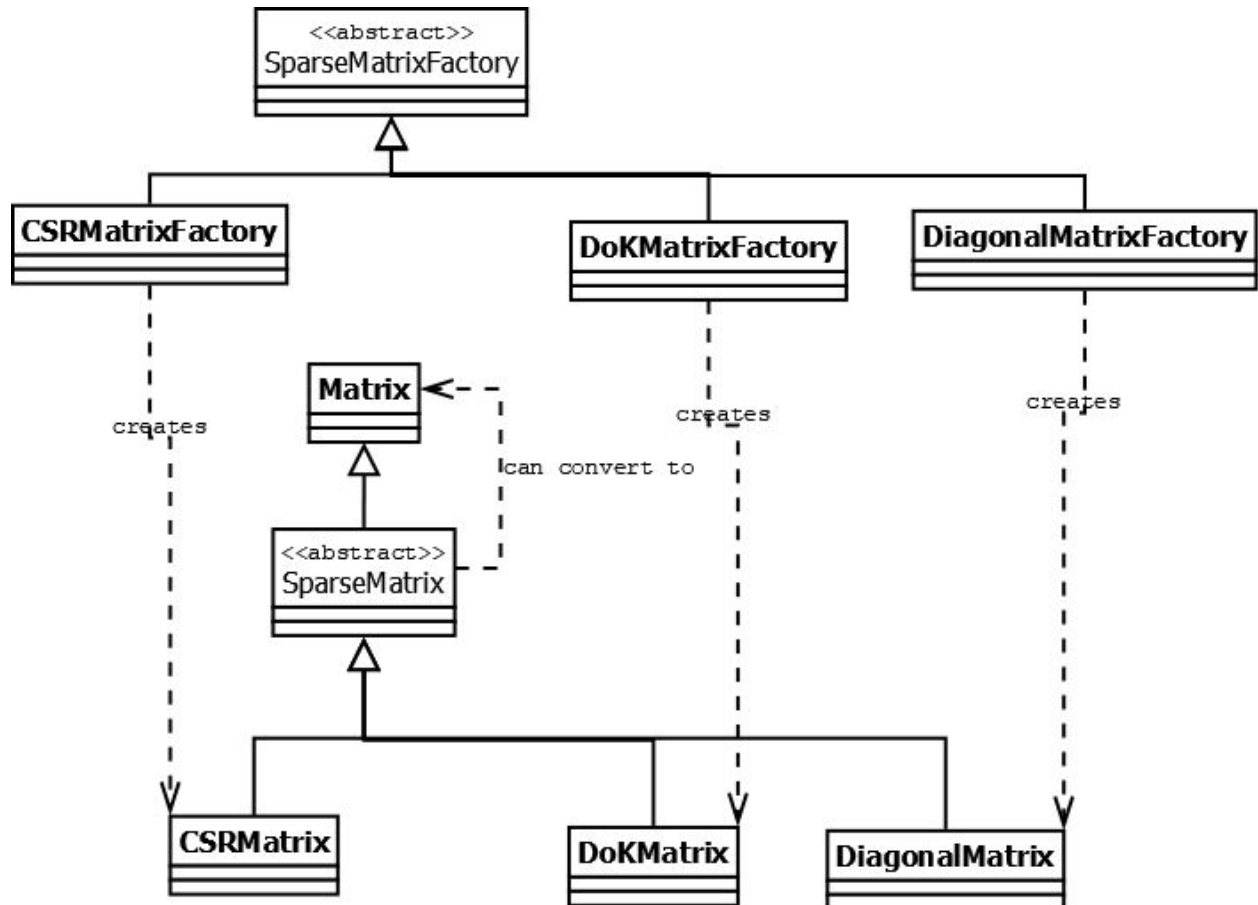 <<abstract>>
SparseMatrixFactory
CSRMatrixFactory
DoKMatrixFactory
DiagonalMatrixFactory
Matrix
creates
creates
creates
can convert to
<<abstract>>
SparseMatrix
CSRMatrix
DoKMatrix
DiagonalMatrix